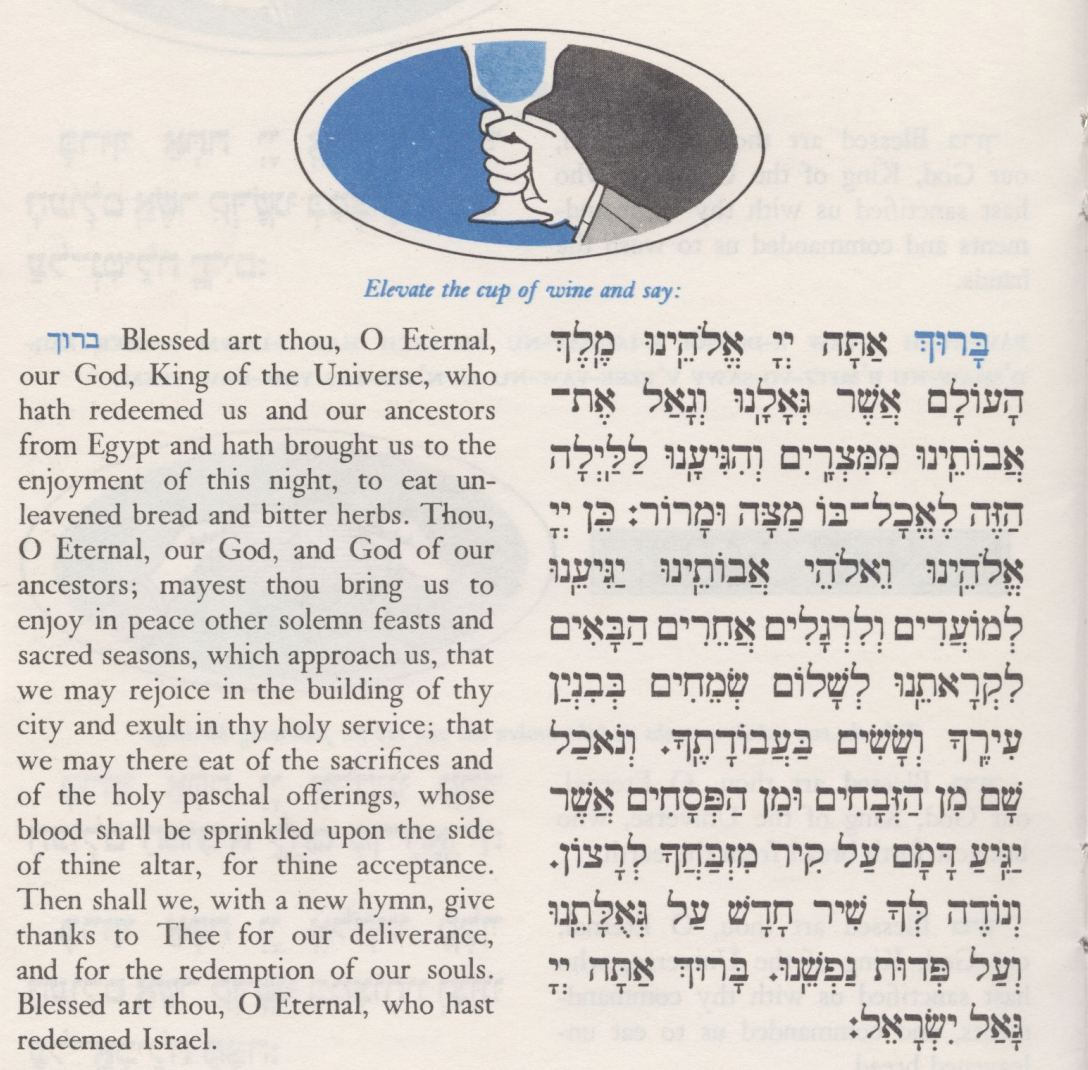 Elevate the cup of wine and say:
ברוך Blessed art thou, O Eternal,
our God, King of the Universe, who
hath redeemed us and our ancestors
from Egypt and hath brought us to the
enjoyment of this night, to eat un-
leavened bread and bitter herbs. Thou,
O Eternal, our God, and God of our
ancestors; mayest thou bring us to
enjoy in peace other solemn feasts and
sacred seasons, which approach us, that
we may rejoice in the building of thy
city and exult in thy holy service; that
we may there eat of the sacrifices and
of the holy paschal offerings, whose
blood shall be sprinkled upon the side
of thine altar, for thine acceptance.
Then shall we, with a new hymn, give
thanks to Thee for our deliverance,
and for the redemption of our souls.
Blessed art thou, O Eternal, who hast
redeemed Israel.
בָּרוּךְ אַתָּה יְיָ אֱלֹהֵינוּ מֶלֶךְ
הָעוֹלָם אֲשֶׁר גְּאָלָנוּ וְגָאַל אֶת־
אֲבוֹתֵינוּ מִמִּצְרַיִם וְהִגִּיעָנוּ לַלַּיְלָה
הַזֶּה לֶאֱכָל־בּוֹ מַצָּה וּמָרוֹר: כֵּן יְיָ
אֱלֹהֵינוּ וֵאלֹהֵי אֲבוֹתֵינוּ יַגִּיעֵנוּ
לְמוֹעֲדִים וְלִרְגָלִים אֲחֵרִים הַבָּאִים
לִקְרָאתֵנוּ לְשָׁלוֹם שְׂמֵחִים בְּבִנְיַן
עִירֶךָ וְשָׂשִׂים בַּעֲבוֹדָתֶךָ. וְנֹאכַל
שָׁם מִן הַזְּבָחִים וּמִן הַפְּסָחִים אֲשֶׁר
יַגִּיעַ דָּמָם עַל קִיר מִזְבַּחֲךָ לְרָצוֹן.
וְנוֹדֶה לְךָ שִׁיר חָדָשׁ עַל גְּאֻלָּתֵנוּ
וְעַל פְּדוּת נַפְשֵׁנוּ. בָּרוּךְ אַתָּה יְיָ
גָּאַל יִשְׂרָאֵל: